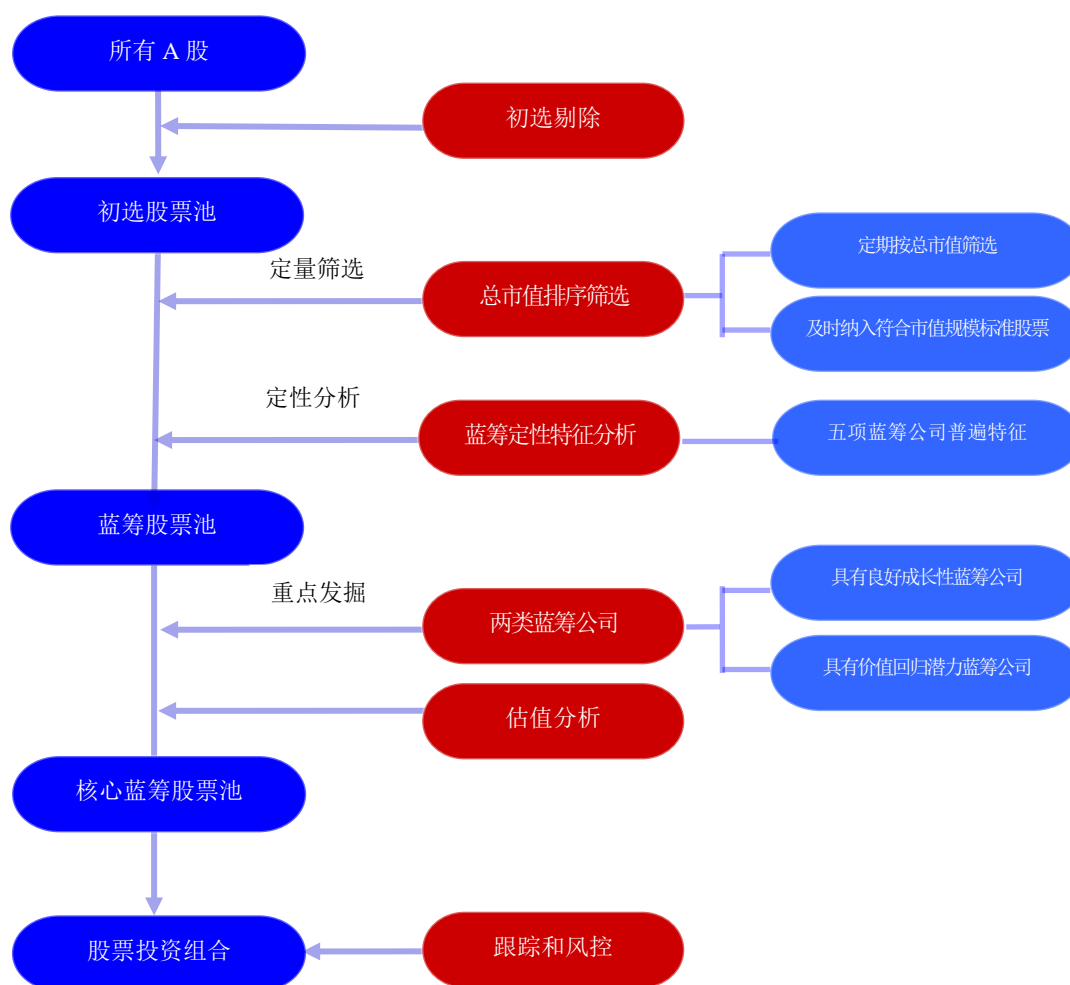 所有 A 股
初选剔除
初选股票池
定量筛选
总市值排序筛选
定期按总市值筛选
及时纳入符合市值规模标准股票
定性分析
蓝筹定性特征分析
五项蓝筹公司普遍特征
蓝筹股票池
重点发掘
两类蓝筹公司
具有良好成长性蓝筹公司
具有价值回归潜力蓝筹公司
估值分析
核心蓝筹股票池
股票投资组合
跟踪和风控